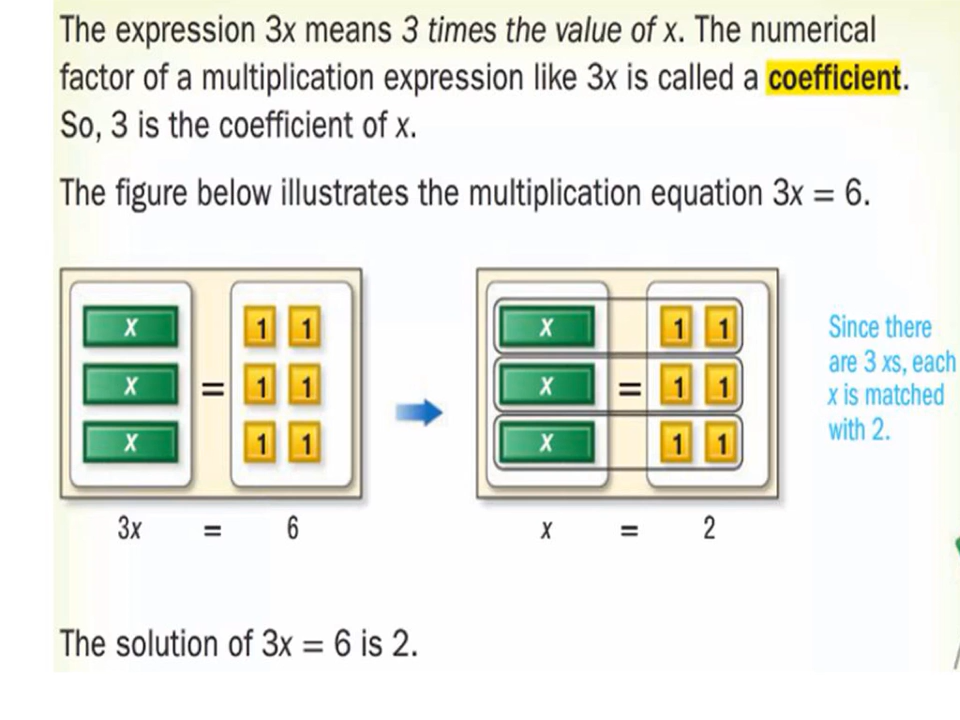 The expression 3x means 3 times the value of x. The numerical
factor of a multiplication expression like 3x is called a coefficient.
So, 3 is the coefficient of x.
The figure below illustrates the multiplication equation 3x = 6.
x 1 1
x = 1 1
x 1 1
3x = 6
x 1 1
x = 1 1
x 1 1
x = 2
Since there
are 3 xs, each
x is matched
with 2.
The solution of 3x = 6 is 2.